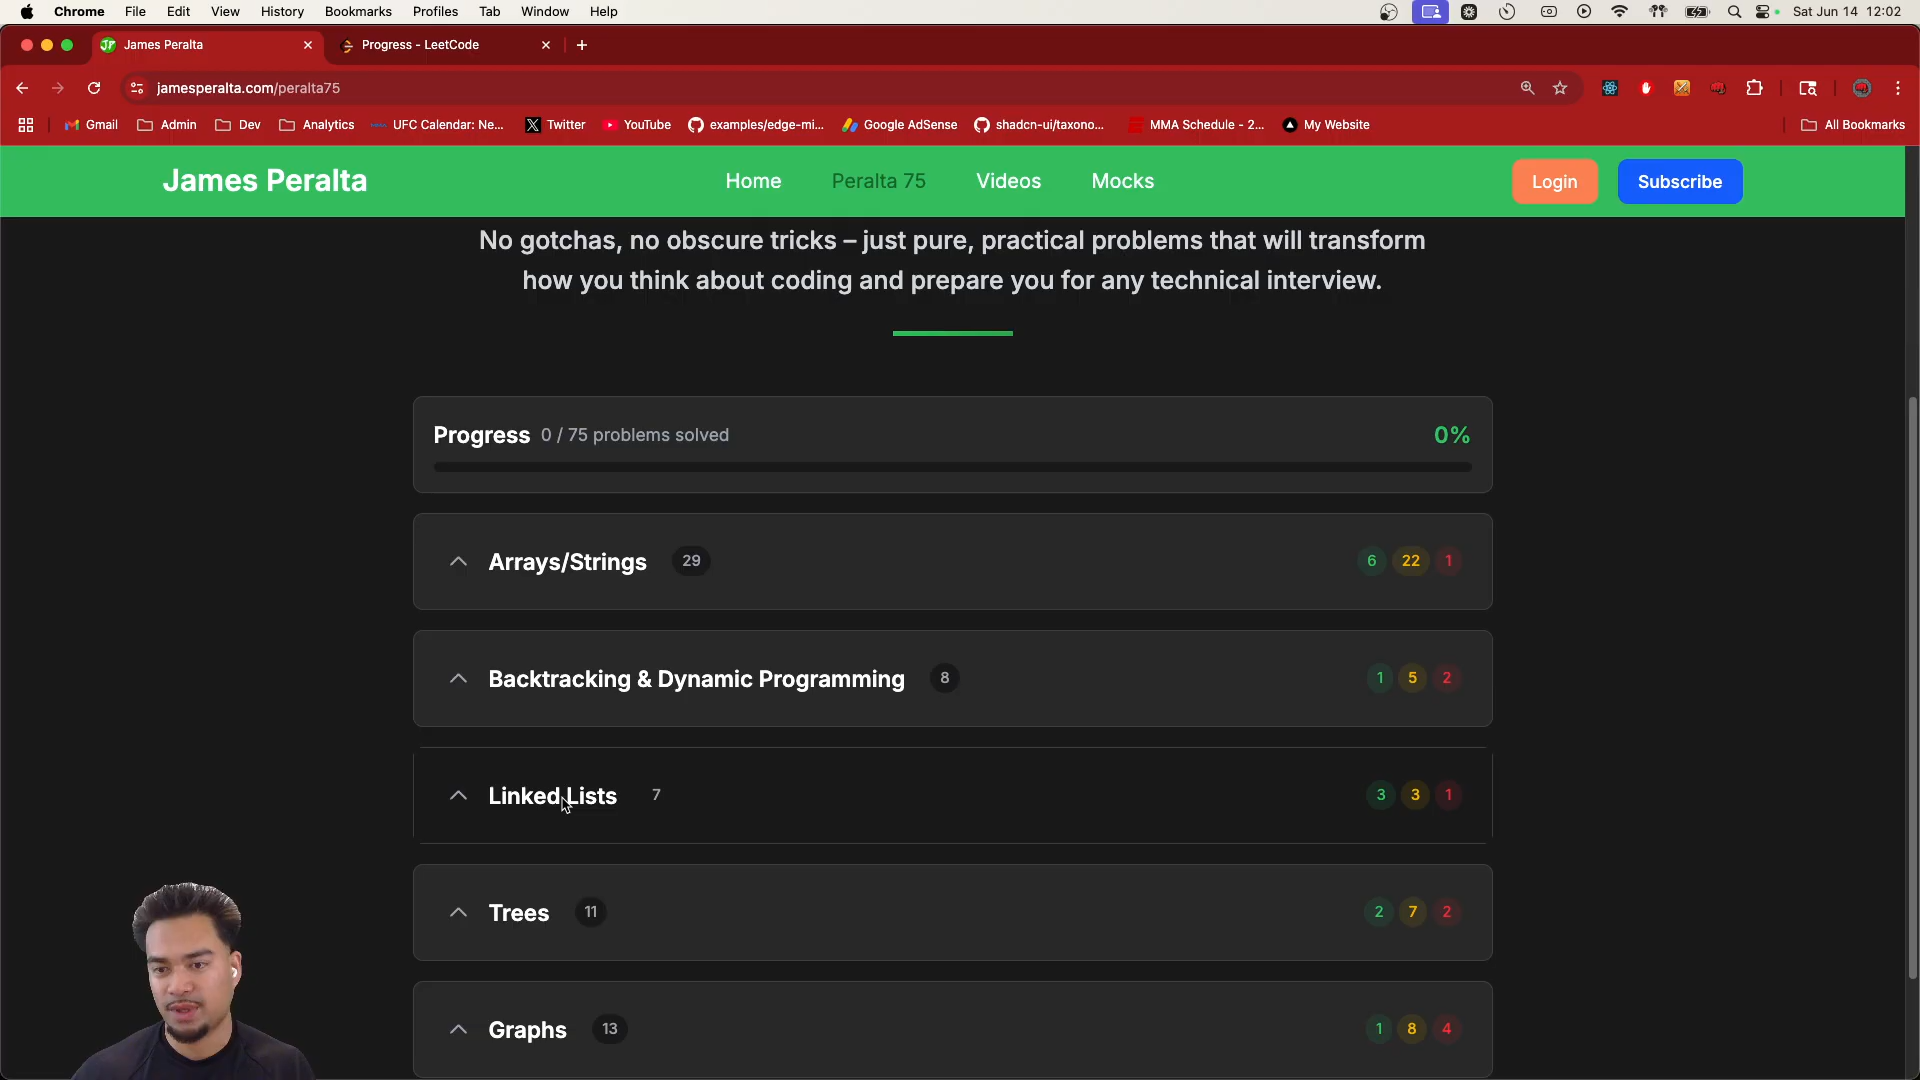 Chrome File Edit View History Bookmarks Profiles Tab Window Help Sat Jun 14 12:02
James Peralta Progress - LeetCode
jamesperalta.com/peralta75
Gmail Admin Dev Analytics UFC Calendar: Ne... Twitter YouTube examples/edge-mi... Google AdSense shadcn-ui/taxono... MMA Schedule - 2... My Website All Bookmarks
James Peralta Home Peralta 75 Videos Mocks Login Subscribe
No gotchas, no obscure tricks – just pure, practical problems that will transform
how you think about coding and prepare you for any technical interview.
Progress 0 / 75 problems solved 0%
Arrays/Strings 29 6 22 1
Backtracking & Dynamic Programming 8 1 5 2
Linked Lists 7 3 3 1
Trees 11 2 7 2
Graphs 13 1 8 4